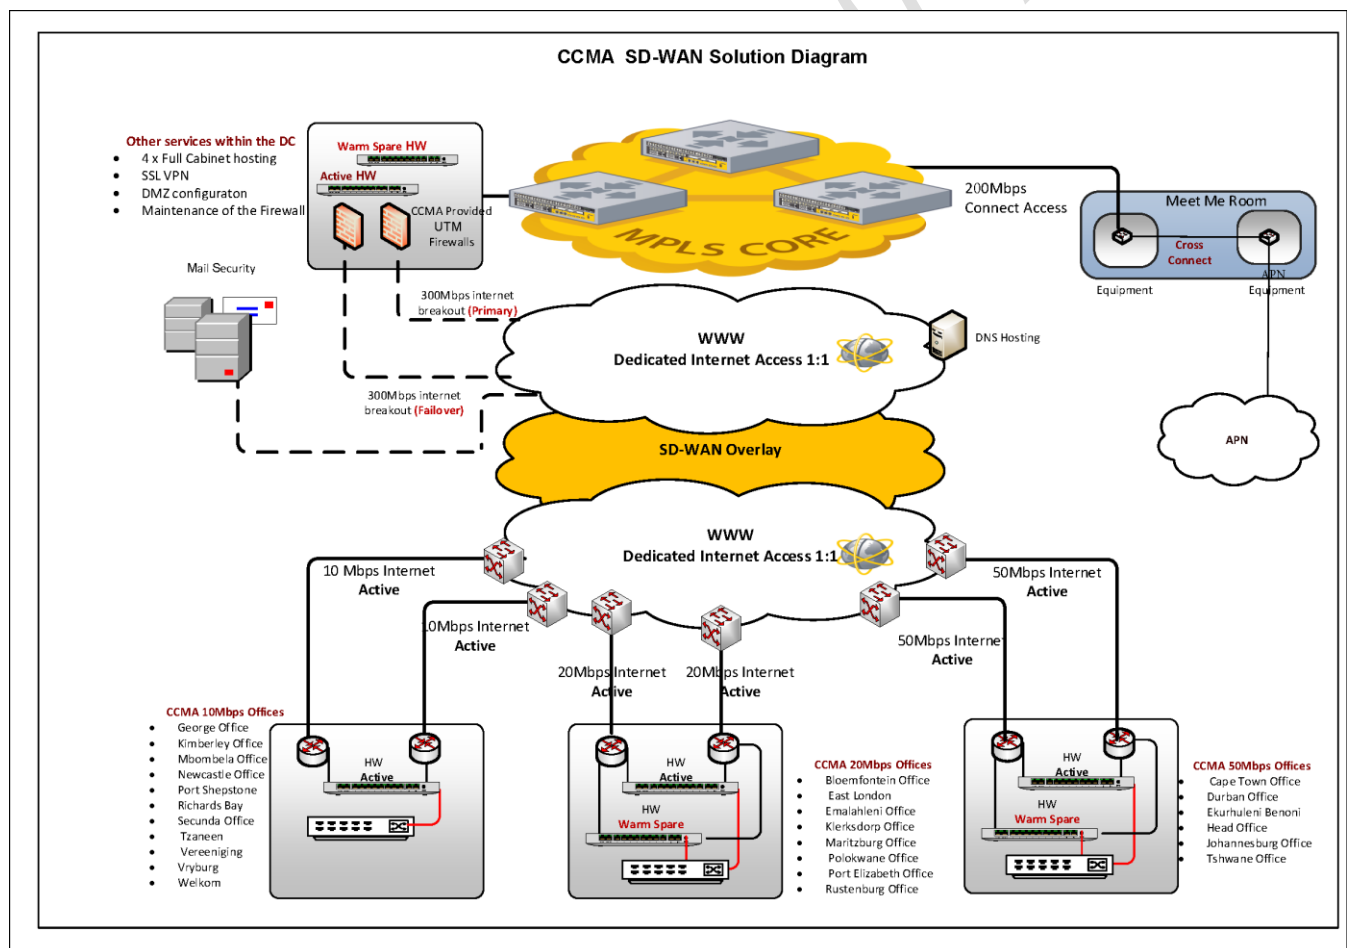 CCMA SD-WAN Solution Diagram
Other services within the DC
4 x Full Cabinet hosting
SSL VPN
DMZ configuraton
Maintenance of the Firewall
Warm Spare HW
Active HW
CCMA Provided
UTM
Firewalls
MPLS CORE
200Mbps
Connect Access
Meet Me Room
Cross
Connect
Equipment
APN
Equipment
Mail Security
300Mbps internet
breakout (Primary)
WWW
Dedicated Internet Access 1:1
DNS Hosting
300Mbps internet
breakout (Failover)
APN
SD-WAN Overlay
WWW
Dedicated Internet Access 1:1
10 Mbps Internet
Active
10Mbps Internet
Active
20Mbps Internet
Active
20Mbps Internet
Active
50Mbps Internet
Active
50Mbps Internet
Active
CCMA 10Mbps Offices
George Office
Kimberley Office
Mbombela Office
Newcastle Office
Port Shepstone
Richards Bay
Secunda Office
Tzaneen
Vereeniging
Vryburg
Welkom
HW
Active
HW
Active
HW
Warm Spare
CCMA 20Mbps Offices
Bloemfontein Office
East London
Emalahleni Office
Klerksdorp Office
Maritzburg Office
Polokwane Office
Port Elizabeth Office
Rustenburg Office
HW
Active
HW
Warm Spare
CCMA 50Mbps Offices
Cape Town Office
Durban Office
Ekurhuleni Benoni
Head Office
Johannesburg Office
Tshwane Office